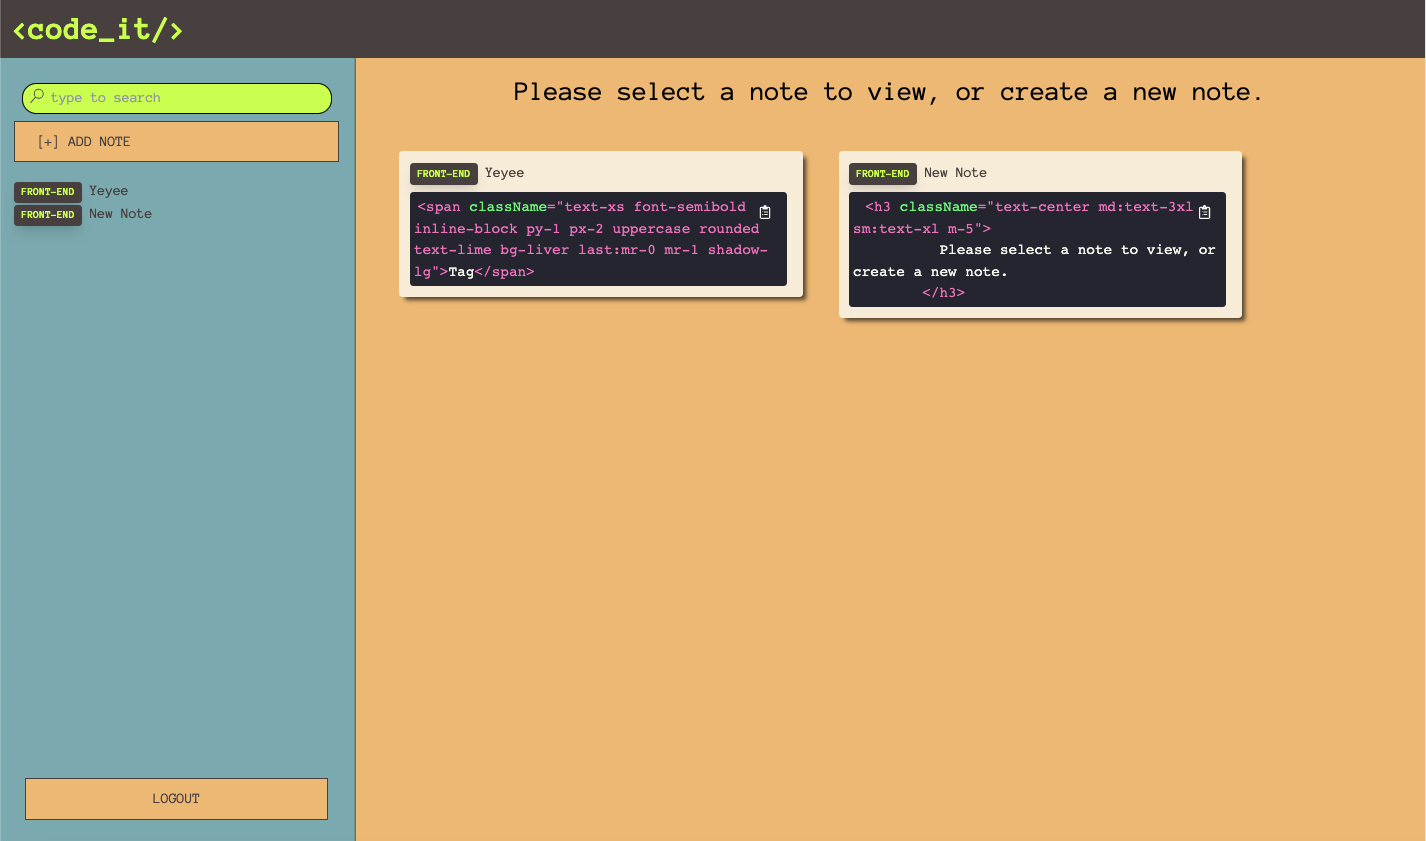 <code_it/>
type to search
[+] ADD NOTE
FRONT-END Yeyee
FRONT-END New Note
LOGOUT
Please select a note to view, or create a new note.
FRONT-END Yeyee
<span className="text-xs font-semibold
inline-block py-1 px-2 uppercase rounded
text-lime bg-liver last:mr-0 mr-1 shadow-
lg">Tag</span>
FRONT-END New Note
<h3 className="text-center md:text-3xl
sm:text-xl m-5">
Please select a note to view, or
create a new note.
</h3>